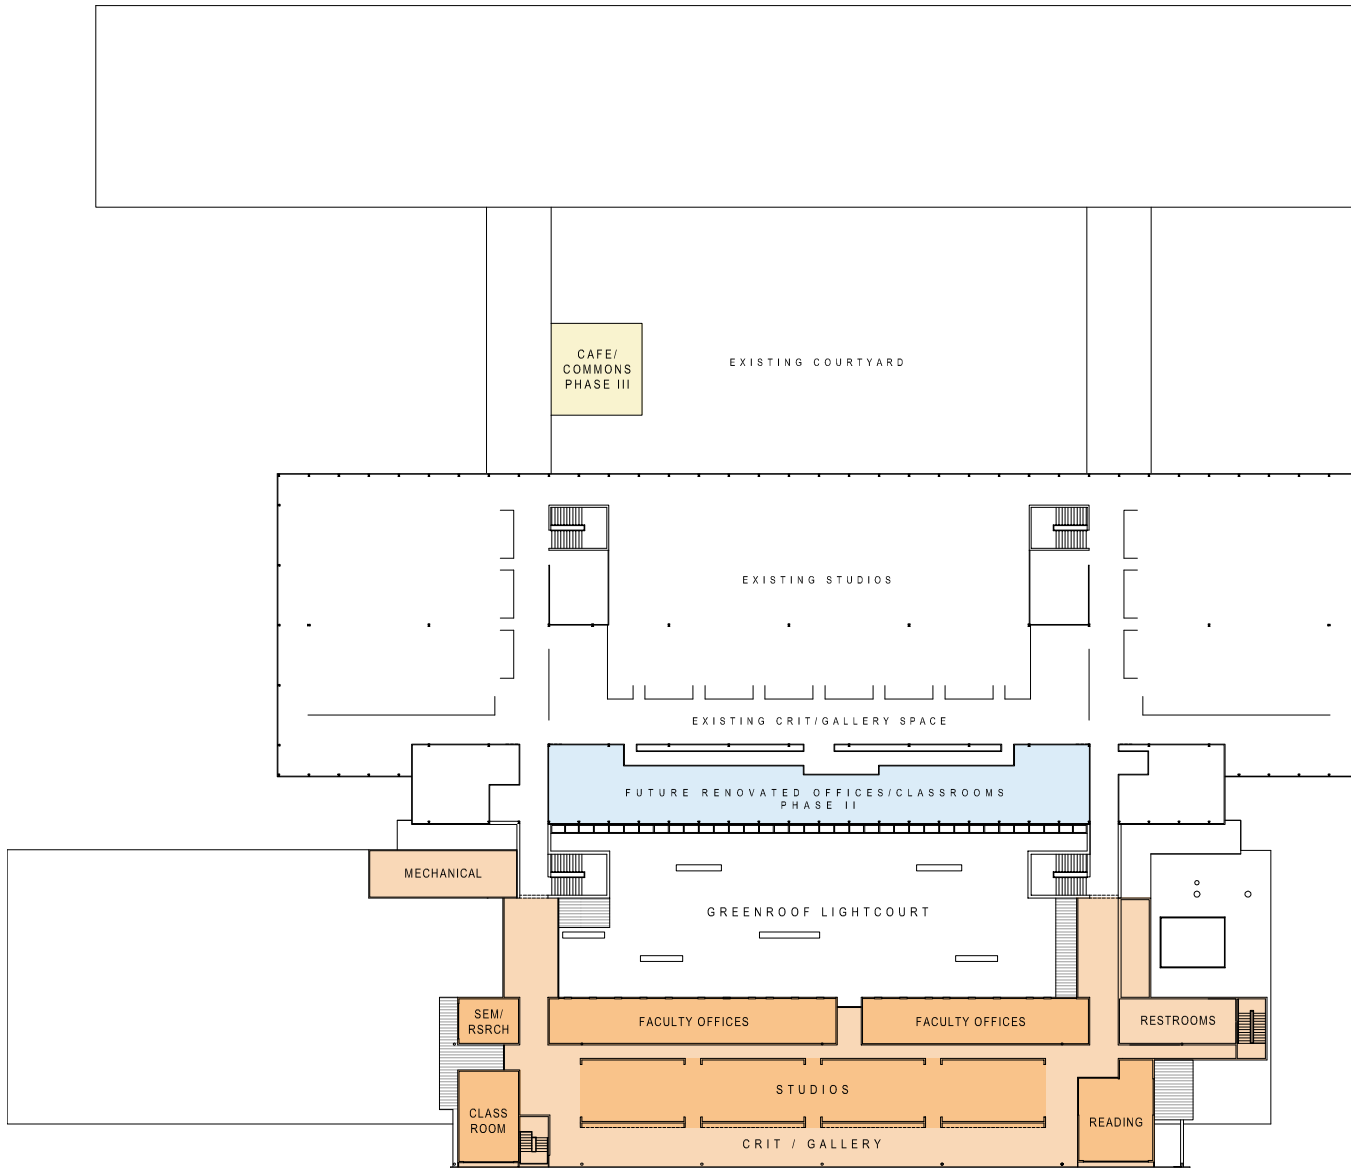 CAFE/
COMMONS
PHASE III
EXISTING COURTYARD
EXISTING STUDIOS
EXISTING CRIT/GALLERY SPACE
FUTURE RENOVATED OFFICES/CLASSROOMS
PHASE II
MECHANICAL
GREENROOF LIGHTCOURT
SEM/
RSRCH
FACULTY OFFICES
FACULTY OFFICES
RESTROOMS
STUDIOS
CLASS
ROOM
READING
CRIT / GALLERY